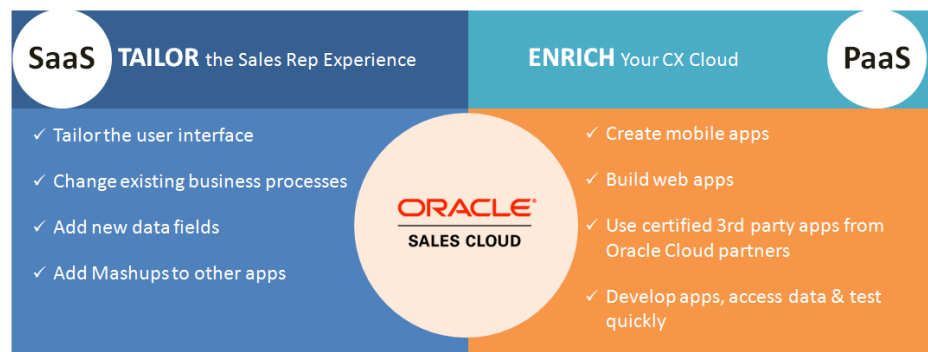 SaaS
TAILOR the Sales Rep Experience
✓ Tailor the user interface
✓ Change existing business processes
✓ Add new data fields
✓ Add Mashups to other apps
ORACLE®
SALES CLOUD
ENRICH Your CX Cloud
PaaS
✓ Create mobile apps
✓ Build web apps
✓ Use certified 3rd party apps from
Oracle Cloud partners
✓ Develop apps, access data & test
quickly